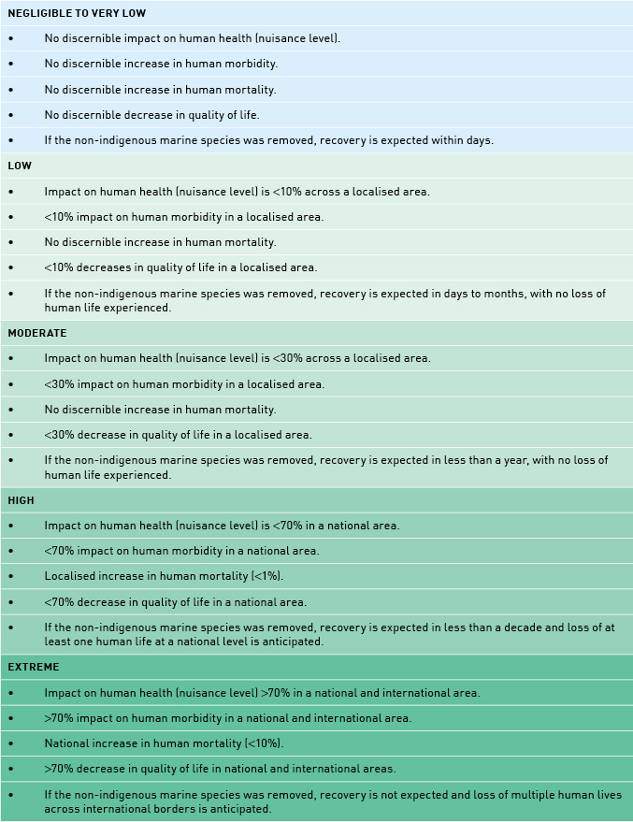 NEGLIGIBLE TO VERY LOW
• No discernible impact on human health (nuisance level).
• No discernible increase in human morbidity.
• No discernible increase in human mortality.
• No discernible decrease in quality of life.
• If the non-indigenous marine species was removed, recovery is expected within days.
LOW
• Impact on human health (nuisance level) is <10% across a localised area.
• <10% impact on human morbidity in a localised area.
• No discernible increase in human mortality.
• <10% decreases in quality of life in a localised area.
• If the non-indigenous marine species was removed, recovery is expected in days to months, with no loss of
human life experienced.
MODERATE
• Impact on human health (nuisance level) is <30% across a localised area.
• <30% impact on human morbidity in a localised area.
• No discernible increase in human mortality.
• <30% decrease in quality of life in a localised area.
• If the non-indigenous marine species was removed, recovery is expected in less than a year, with no loss of
human life experienced.
HIGH
• Impact on human health (nuisance level) is <70% in a national area.
• <70% impact on human morbidity in a national area.
• Localised increase in human mortality (<1%).
• <70% decrease in quality of life in a national area.
• If the non-indigenous marine species was removed, recovery is expected in less than a decade and loss of at
least one human life at a national level is anticipated.
EXTREME
• Impact on human health (nuisance level) >70% in a national and international area.
• >70% impact on human morbidity in a national and international area.
• National increase in human mortality (<10%).
• >70% decrease in quality of life in national and international areas.
• If the non-indigenous marine species was removed, recovery is not expected and loss of multiple human lives
across international borders is anticipated.